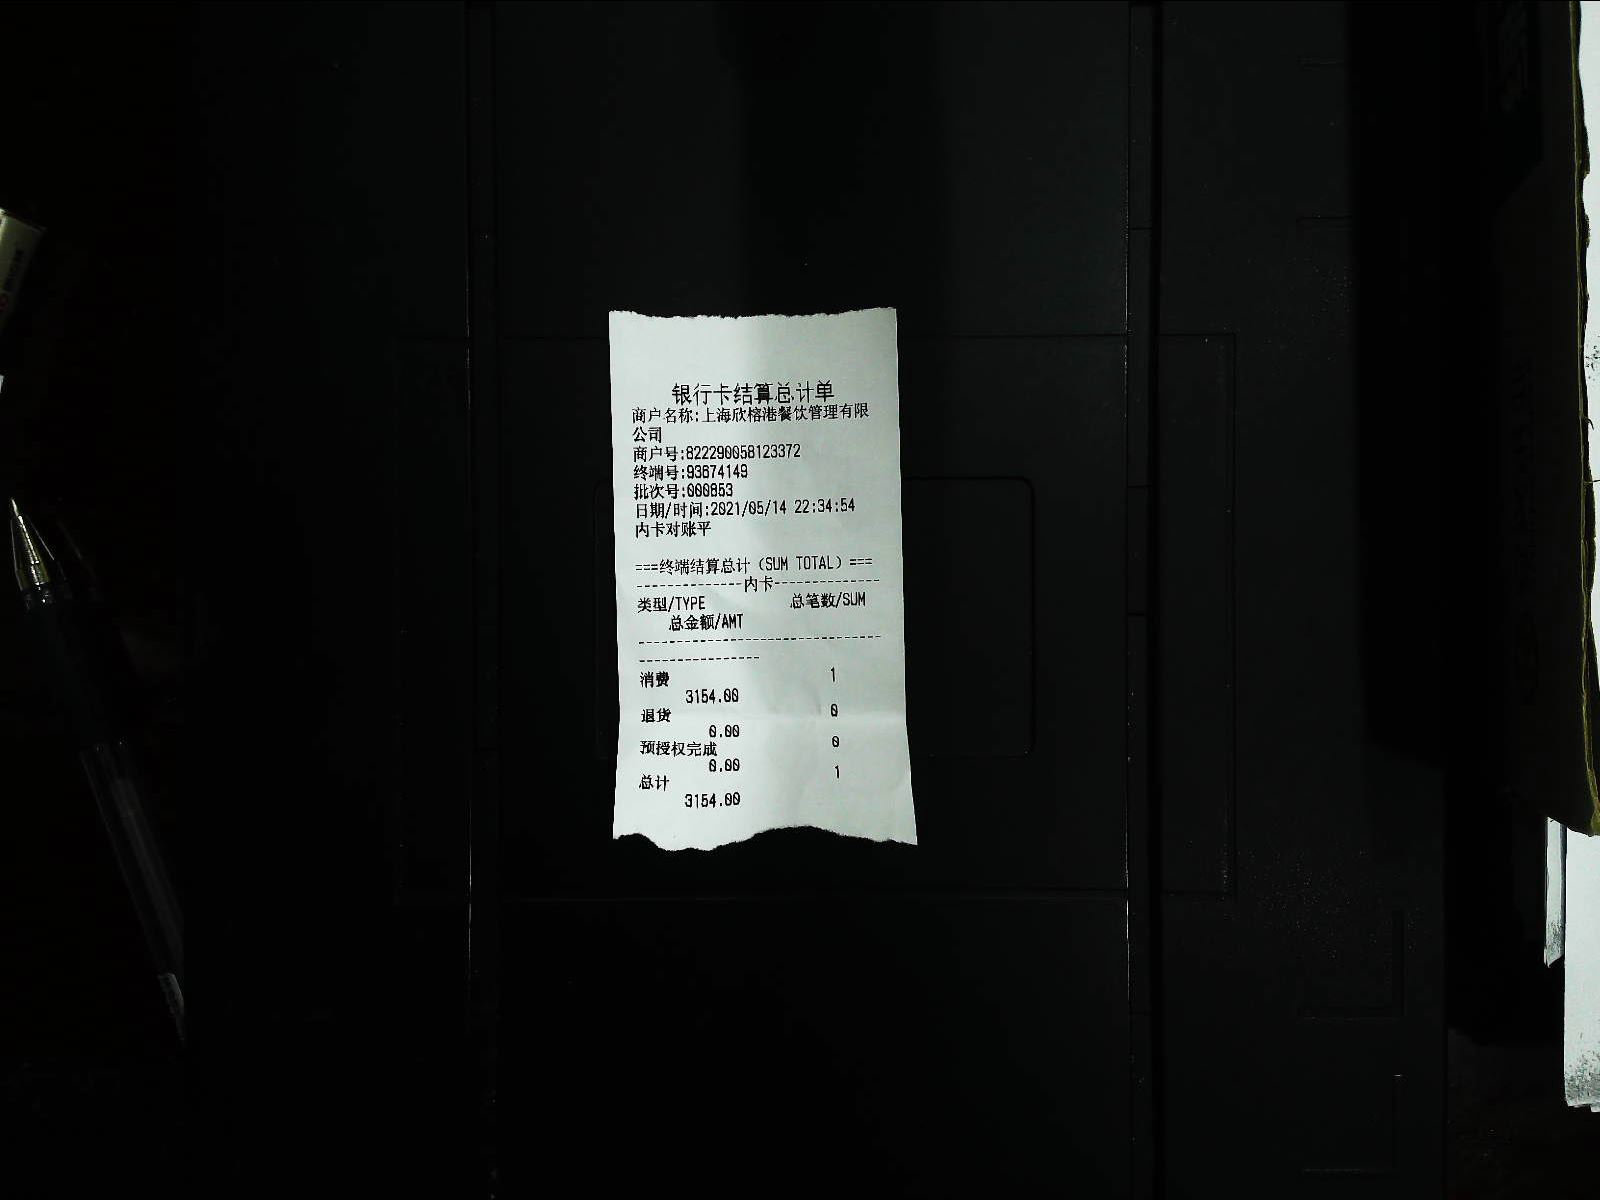 银行卡结算总计单
商户名称:上海欣榕港餐饮管理有限
公司
商户号:822290058123372
终端号:93674149
批次号:000853
日期/时间:2021/05/14 22:34:54
内卡对账平
===终端结算总计（SUM TOTAL）===
--------------内卡--------------
类型/TYPE 总笔数/SUM
总金额/AMT
--------------------------------
----------------
消费 1
3154.00
退货 0
0.00
预授权完成 0
0.00
总计 1
3154.00